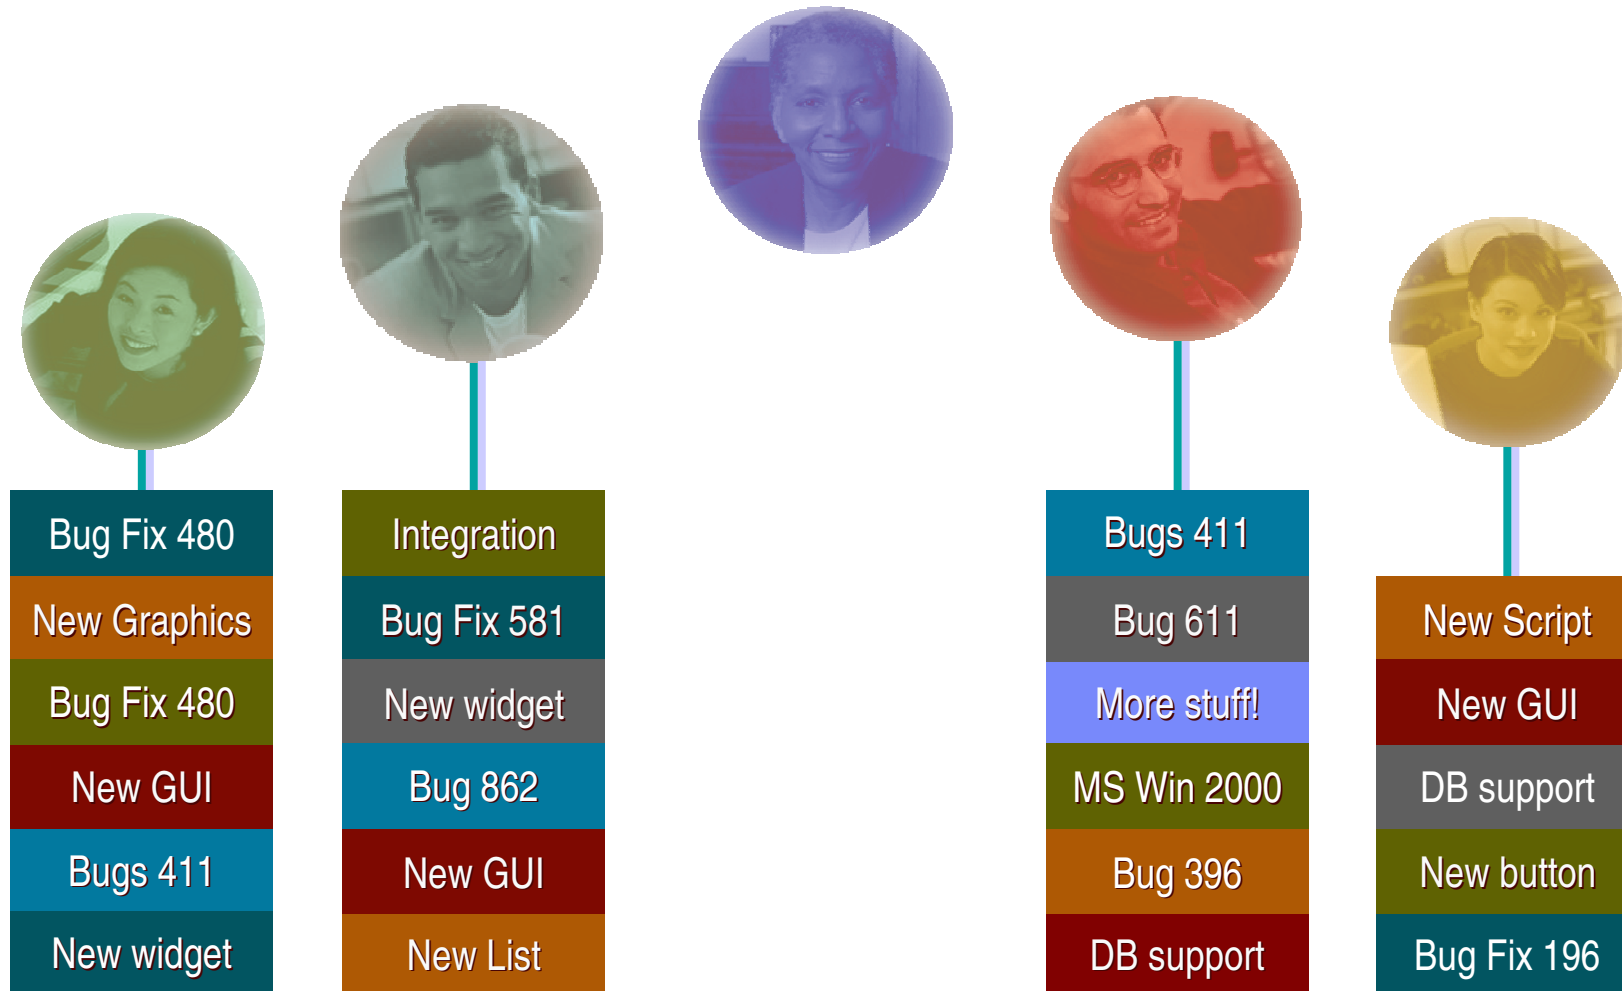 Bug Fix 480
New Graphics
Bug Fix 480
New GUI
Bugs 411
New widget
Integration
Bug Fix 581
New widget
Bug 862
New GUI
New List
Bugs 411
Bug 611
More stuff!
MS Win 2000
Bug 396
DB support
New Script
New GUI
DB support
New button
Bug Fix 196